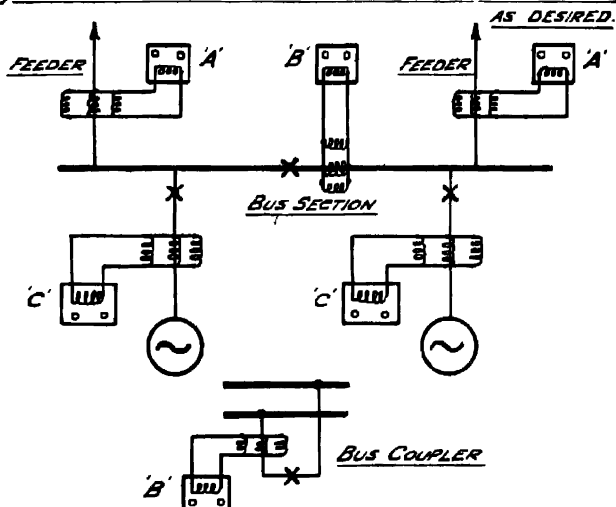 AS DESIRED.
FEEDER
'A'
'B'
FEEDER
'A'
BUS SECTION
'C'
'C'
BUS COUPLER
'B'